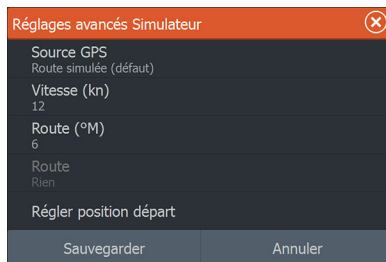 Réglages avancés Simulateur
Source GPS
Route simulée (défaut)
Vitesse (kn)
12
Route (°M)
6
Route
Rien
Régler position départ
Sauvegarder
Annuler